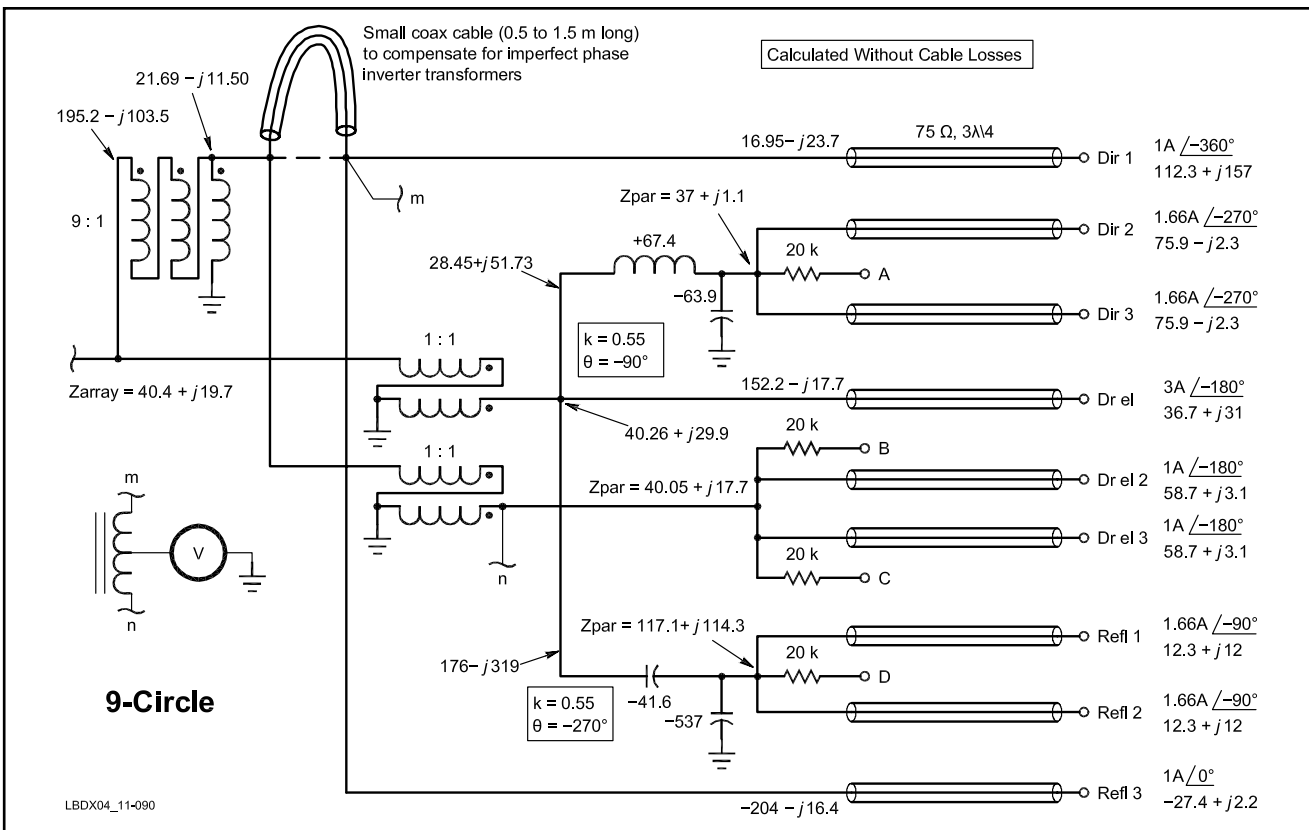 Small coax cable (0.5 to 1.5 m long)
to compensate for imperfect phase
inverter transformers
Calculated Without Cable Losses
21.69 – j11.50
195.2 – j103.5
9 : 1
16.95– j23.7
75 Ω, 3λ\4
Dir 1
1A /–360°
112.3 + j157
m
Zpar = 37 + j1.1
Dir 2
1.66A /–270°
75.9 – j2.3
+67.4
20 k
A
28.45+j51.73
–63.9
Dir 3
1.66A /–270°
75.9 – j2.3
k = 0.55
θ = –90°
1 : 1
Zarray = 40.4 + j19.7
152.2 – j17.7
Dr el
3A /–180°
36.7 + j31
40.26 + j29.9
20 k
B
1 : 1
Zpar = 40.05 + j17.7
Dr el 2
1A /–180°
58.7 + j3.1
Dr el 3
1A /–180°
58.7 + j3.1
C
20 k
n
m
V
n
Zpar = 117.1+ j114.3
Refl 1
1.66A /–90°
12.3 + j12
20 k
D
176– j319
–41.6
–537
k = 0.55
θ = –270°
Refl 2
1.66A /–90°
12.3 + j12
9-Circle
–204 – j16.4
Refl 3
1A /0°
–27.4 + j2.2
LBDX04_11-090